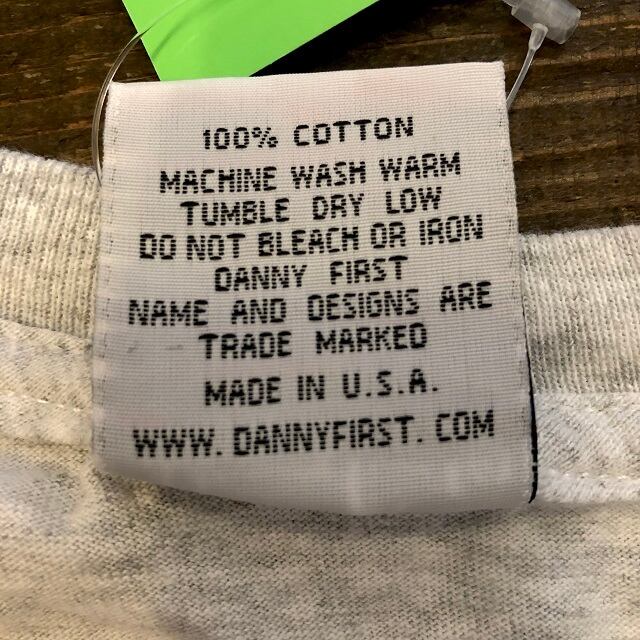 100% COTTON
MACHINE WASH WARM
TUMBLE DRY LOW
DO NOT BLEACH OR IRON
DANNY FIRST
NAME AND DESIGNS ARE
TRADE MARKED
MADE IN U.S.A.
WWW.DANNYFIRST.COM